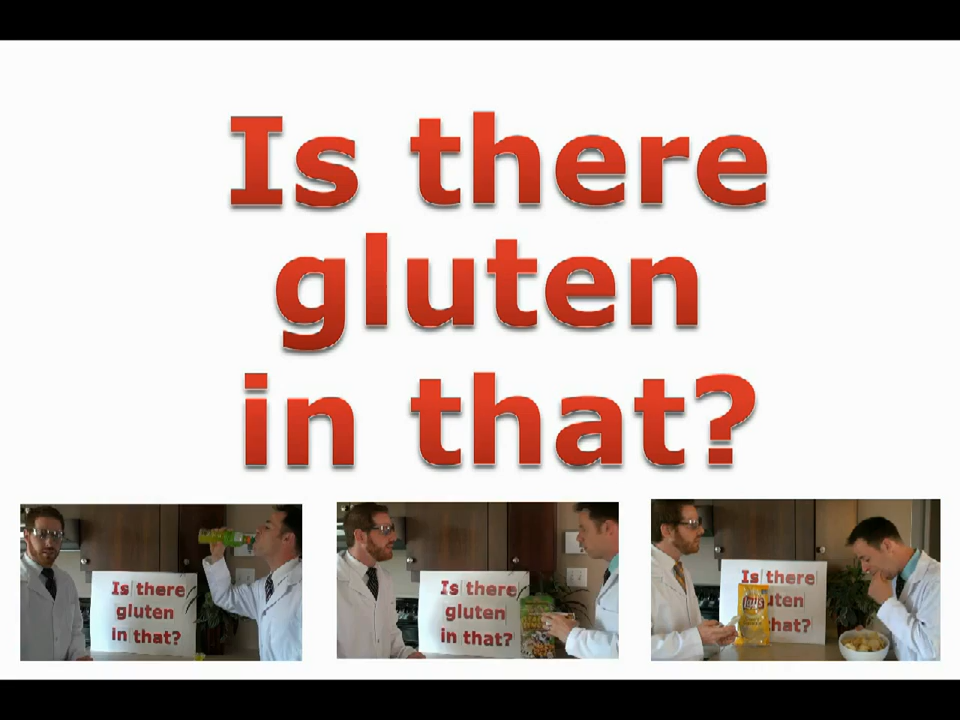 Is there
gluten
in that?
Is there
gluten
in that?
Is there
gluten
in that?
Is there
Lay's
uten
that?